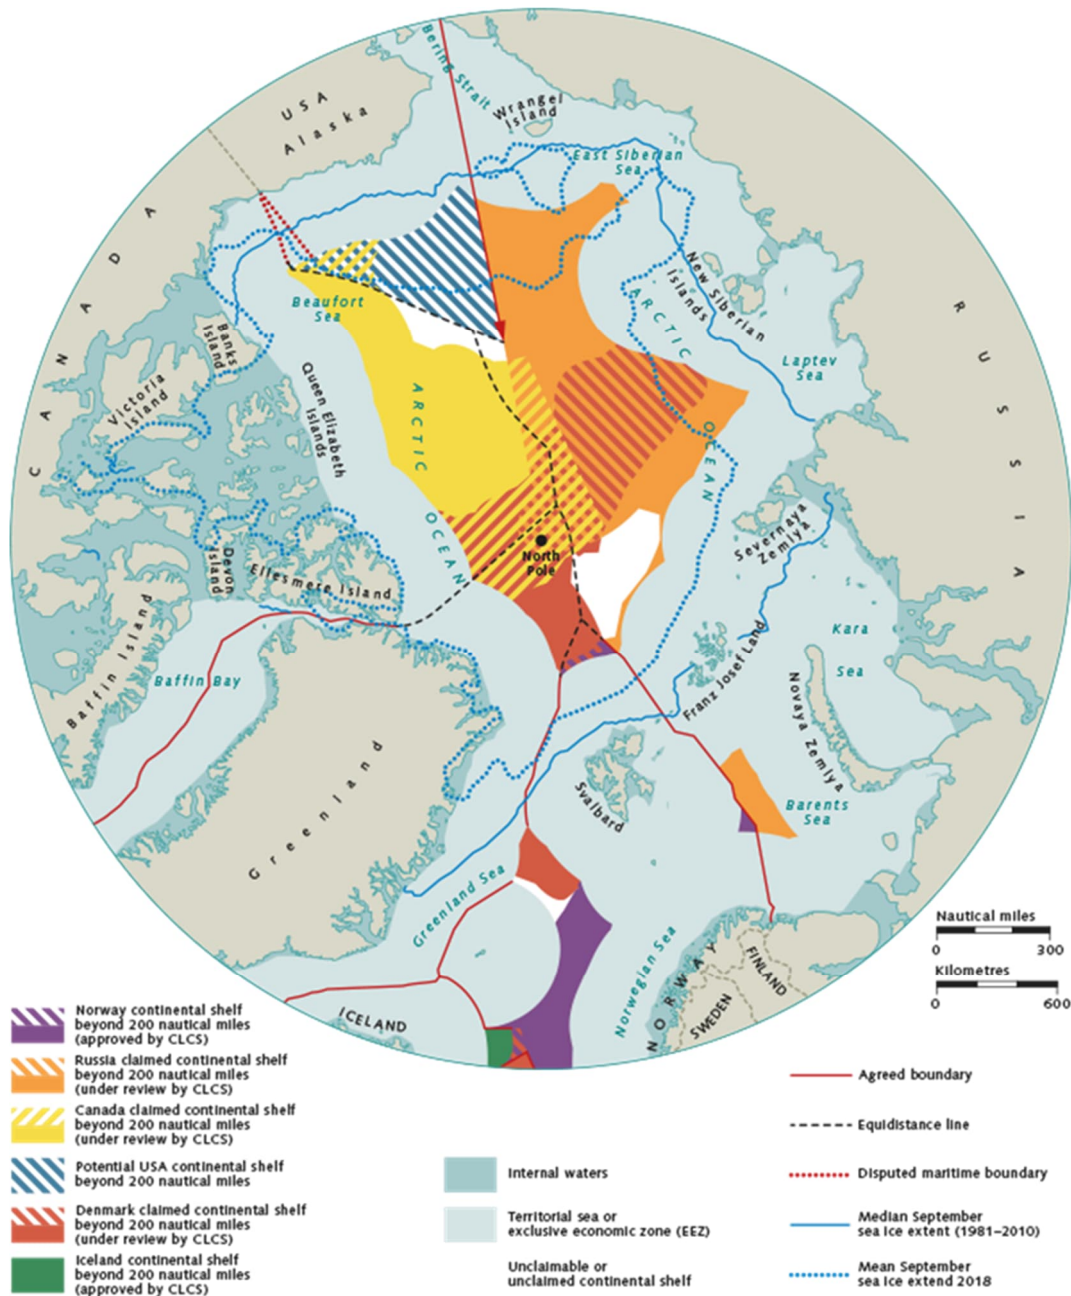 Bering Strait
Wrangel
Island
USA
Alaska
East Siberian
Sea
CANADA
New Siberian
Islands
RUSSIA
Beaufort
Sea
Banks
Island
Victoria
Island
Queen Elizabeth
Islands
ARCTIC
OCEAN
ARCTIC
OCEAN
Laptev
Sea
Severnaya
Zemlya
North
Pole
Devon
Island
Ellesmere Island
Baffin Island
Baffin Bay
Kara
Sea
Franz Josef Land
Novaya Zemlya
Greenland
Svalbard
Barents
Sea
Greenland Sea
Norwegian Sea
NORWAY
FINLAND
SWEDEN
ICELAND
Nautical miles
0 300
Kilometres
0 600
Norway continental shelf
beyond 200 nautical miles
(approved by CLCS)
Russia claimed continental shelf
beyond 200 nautical miles
(under review by CLCS)
Canada claimed continental shelf
beyond 200 nautical miles
(under review by CLCS)
Potential USA continental shelf
beyond 200 nautical miles
Denmark claimed continental shelf
beyond 200 nautical miles
(under review by CLCS)
Iceland continental shelf
beyond 200 nautical miles
(approved by CLCS)
Internal waters
Territorial sea or
exclusive economic zone (EEZ)
Unclaimable or
unclaimed continental shelf
Agreed boundary
Equidistance line
Disputed maritime boundary
Median September
sea ice extent (1981–2010)
Mean September
sea ice extend 2018